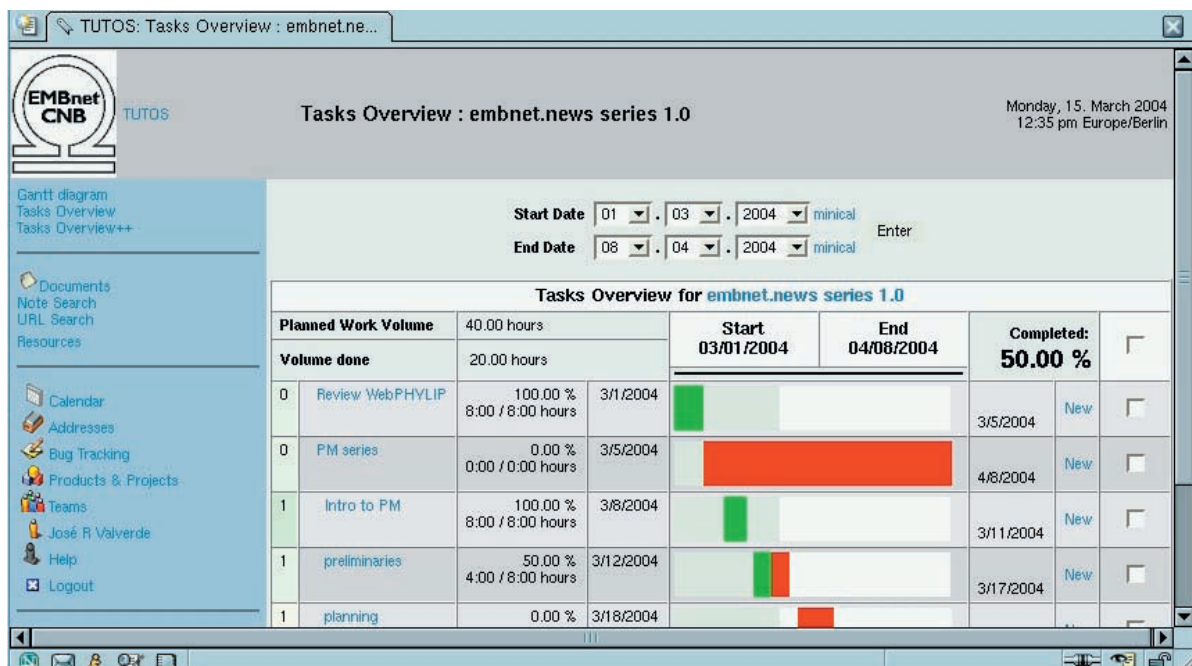 TUTOS: Tasks Overview : embnet.ne...
EMBnet
CNB
TUTOS
Tasks Overview : embnet.news series 1.0
Monday, 15. March 2004
12:35 pm Europe/Berlin
Gantt diagram
Tasks Overview
Tasks Overview++
Documents
Note Search
URL Search
Resources
Calendar
Addresses
Bug Tracking
Products & Projects
Teams
José R Valverde
Help
Logout
Start Date 01 . 03 . 2004 minical
End Date 08 . 04 . 2004 minical
Enter
Tasks Overview for embnet.news series 1.0
Planned Work Volume 40.00 hours
Volume done 20.00 hours
Start
03/01/2004
End
04/08/2004
Completed:
50.00 %
0 Review WebPHYLIP 100.00 % 3/1/2004
8:00 / 8:00 hours
3/5/2004 New
0 PM series 0.00 % 3/5/2004
0:00 / 0:00 hours
4/8/2004 New
1 Intro to PM 100.00 % 3/8/2004
8:00 / 8:00 hours
3/11/2004 New
1 preliminaries 50.00 % 3/12/2004
4:00 / 8:00 hours
3/17/2004 New
1 planning 0.00 % 3/18/2004